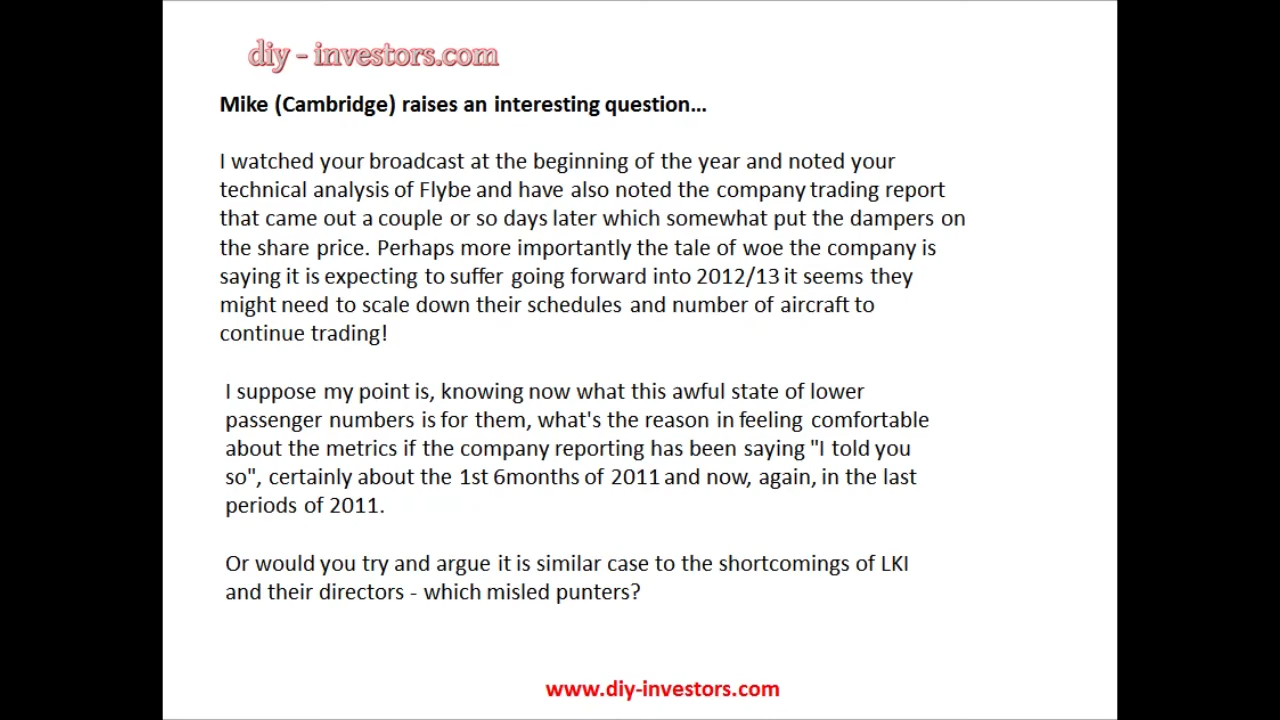 diy - investors.com
Mike (Cambridge) raises an interesting question...
I watched your broadcast at the beginning of the year and noted your
technical analysis of Flybe and have also noted the company trading report
that came out a couple or so days later which somewhat put the dampers on
the share price. Perhaps more importantly the tale of woe the company is
saying it is expecting to suffer going forward into 2012/13 it seems they
might need to scale down their schedules and number of aircraft to
continue trading!
I suppose my point is, knowing now what this awful state of lower
passenger numbers is for them, what's the reason in feeling comfortable
about the metrics if the company reporting has been saying "I told you
so", certainly about the 1st 6months of 2011 and now, again, in the last
periods of 2011.
Or would you try and argue it is similar case to the shortcomings of LKI
and their directors - which misled punters?
www.diy-investors.com